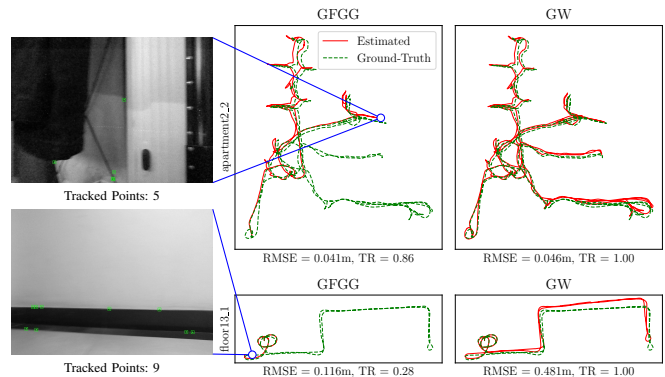 GFGG
GW
Estimated
Ground-Truth
apartment2_2
Tracked Points: 5
RMSE = 0.041m, TR = 0.86
RMSE = 0.046m, TR = 1.00
GFGG
GW
floor13_1
Tracked Points: 9
RMSE = 0.116m, TR = 0.28
RMSE = 0.481m, TR = 1.00